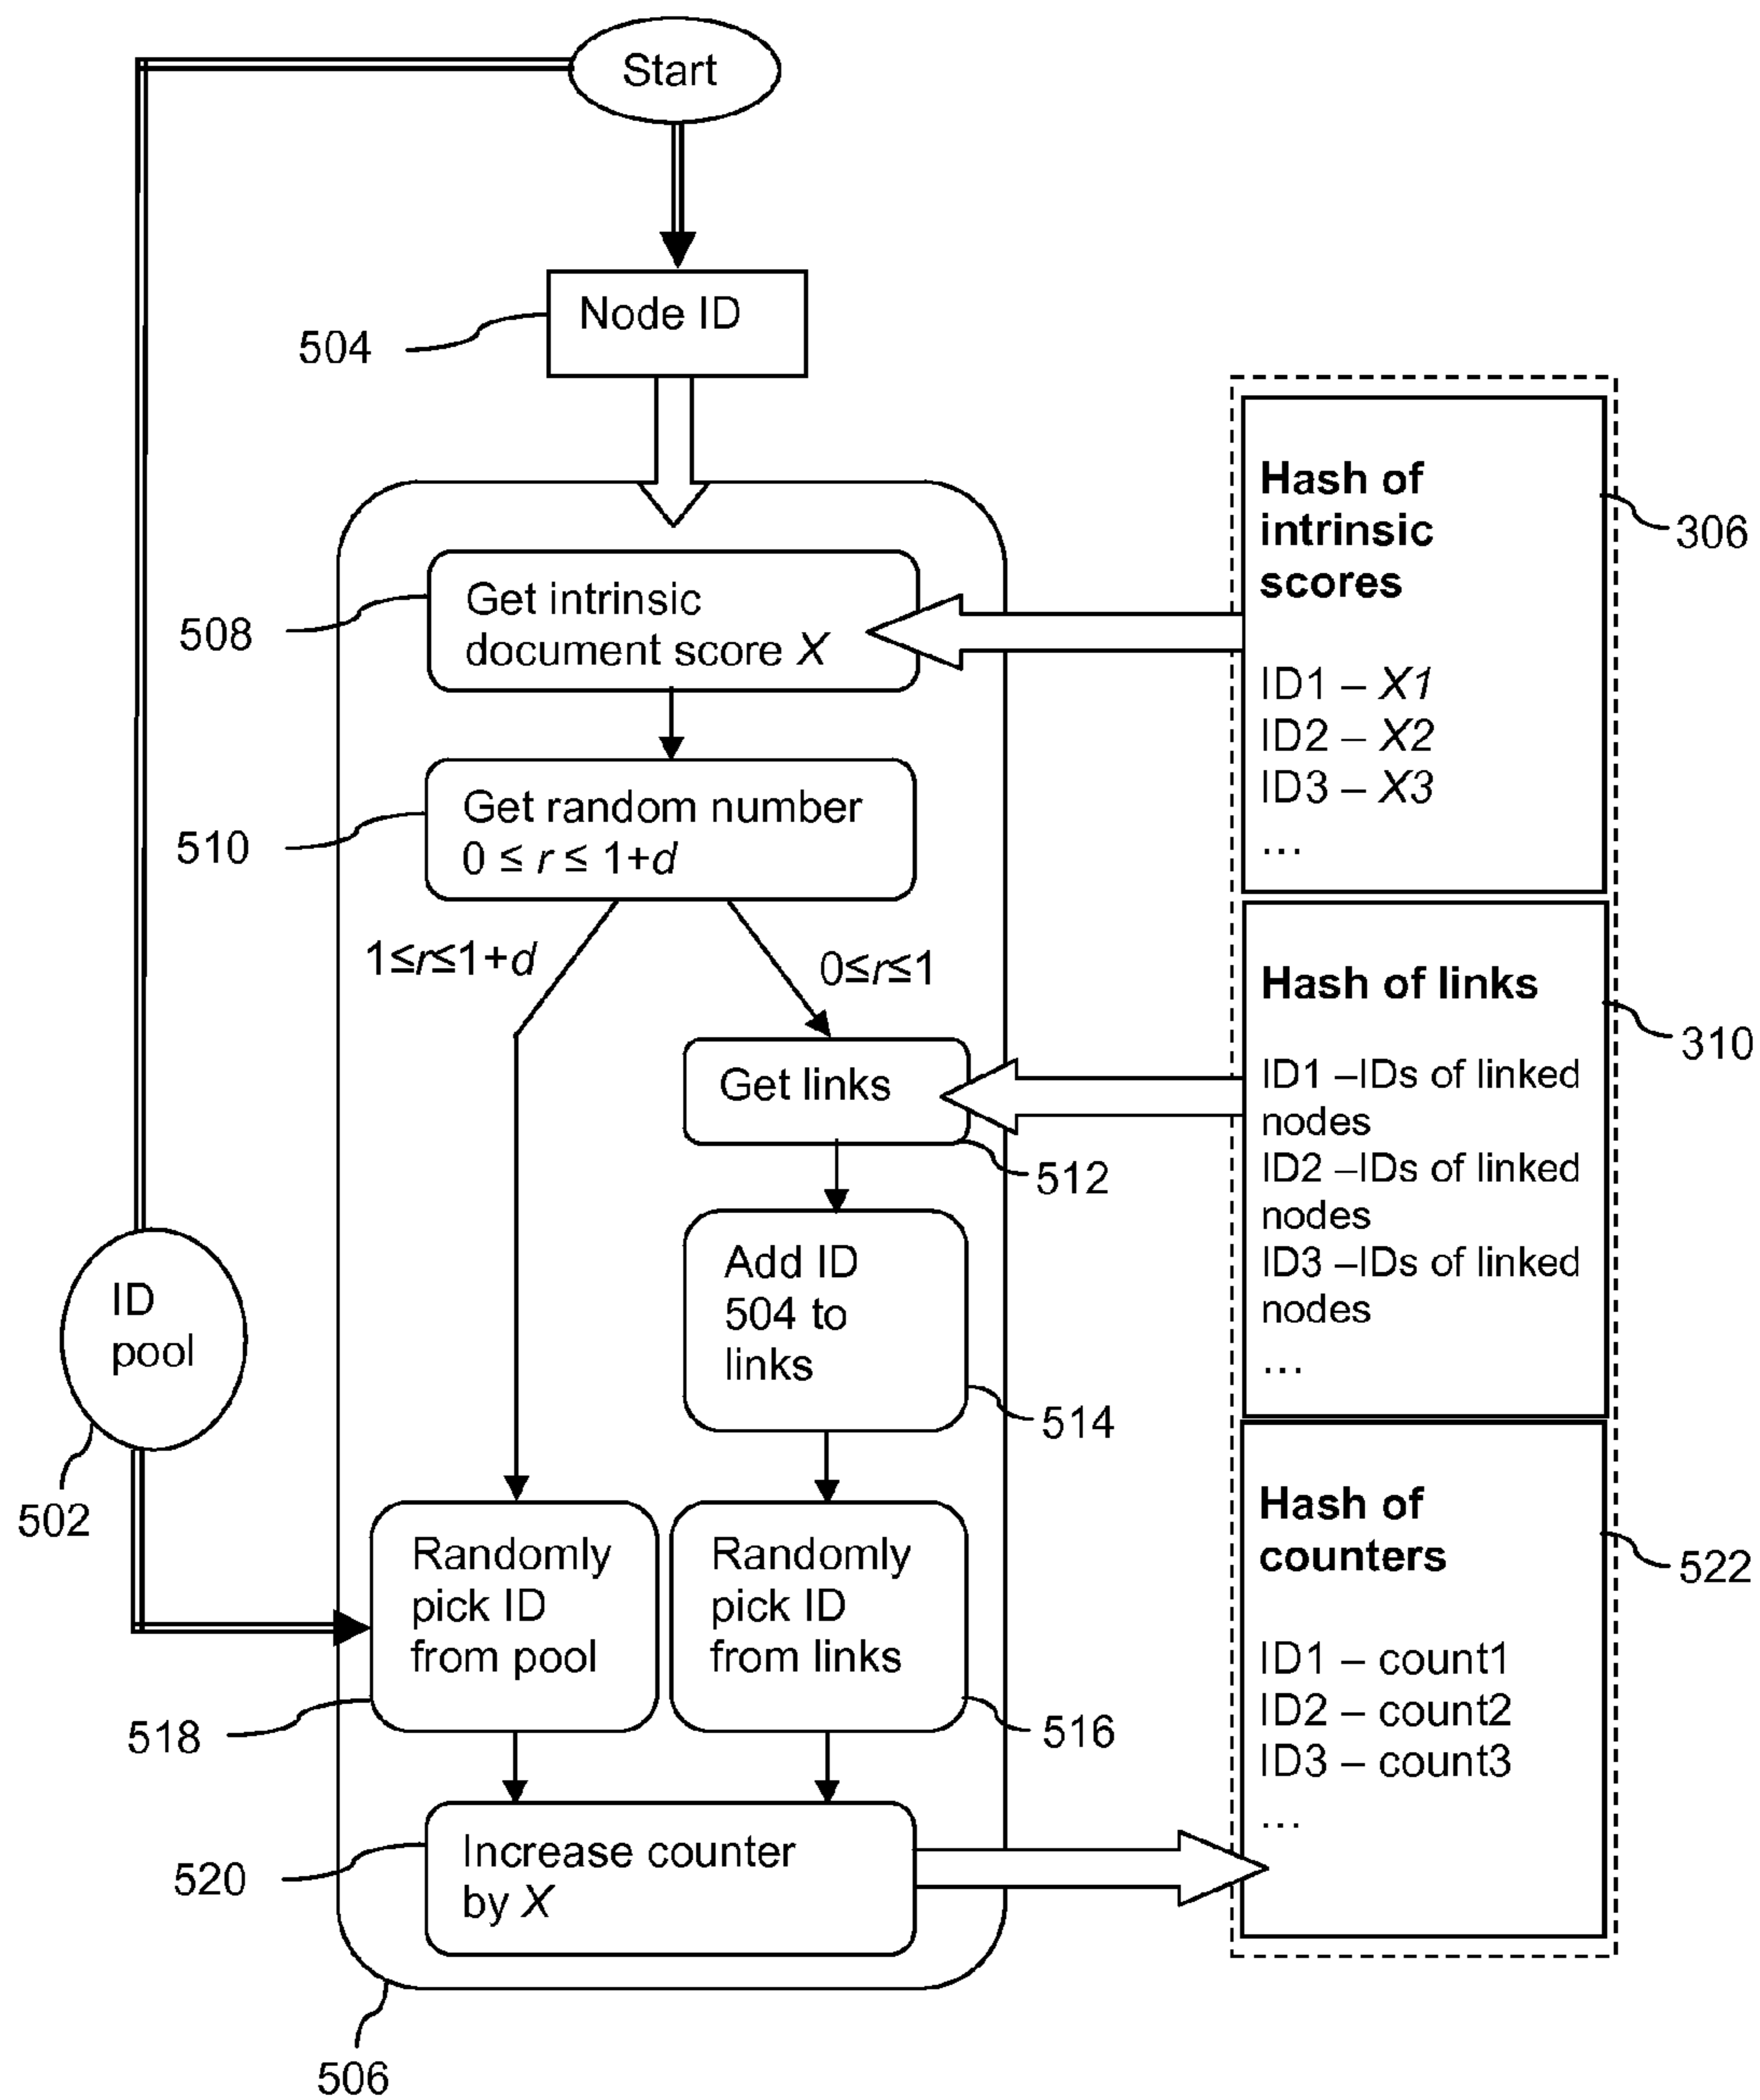 Start
Node ID
504
Get intrinsic
document score X
508
Get random number
0 ≤ r ≤ 1+d
510
1≤r≤1+d
0≤r≤1
Get links
512
Add ID
504 to
links
514
ID
pool
502
Randomly
pick ID
from pool
518
Randomly
pick ID
from links
516
Increase counter
by X
520
506
Hash of
intrinsic
scores
ID1 – X1
ID2 – X2
ID3 – X3
...
306
Hash of links
ID1 –IDs of linked
nodes
ID2 –IDs of linked
nodes
ID3 –IDs of linked
nodes
...
310
Hash of
counters
ID1 – count1
ID2 – count2
ID3 – count3
...
522